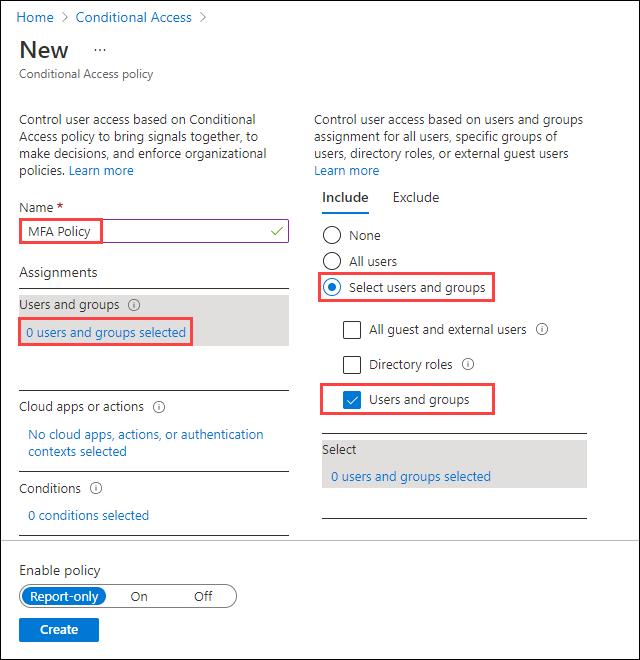 Home > Conditional Access >
New ...
Conditional Access policy
Control user access based on Conditional
Access policy to bring signals together, to
make decisions, and enforce organizational
policies. Learn more
Name *
MFA Policy
Assignments
Users and groups
0 users and groups selected
Cloud apps or actions
No cloud apps, actions, or authentication
contexts selected
Conditions
0 conditions selected
Control user access based on users and groups
assignment for all users, specific groups of
users, directory roles, or external guest users
Learn more
Include Exclude
None
All users
Select users and groups
All guest and external users
Directory roles
Users and groups
Select
0 users and groups selected
Enable policy
Report-only On Off
Create